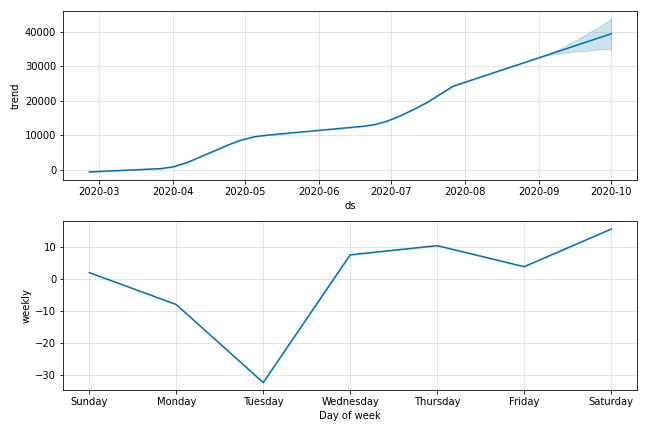 40000
30000
20000
10000
0
trend
2020-03 2020-04 2020-05 2020-06 2020-07 2020-08 2020-09 2020-10
ds
10
0
−10
−20
−30
weekly
Sunday Monday Tuesday Wednesday Thursday Friday Saturday
Day of week